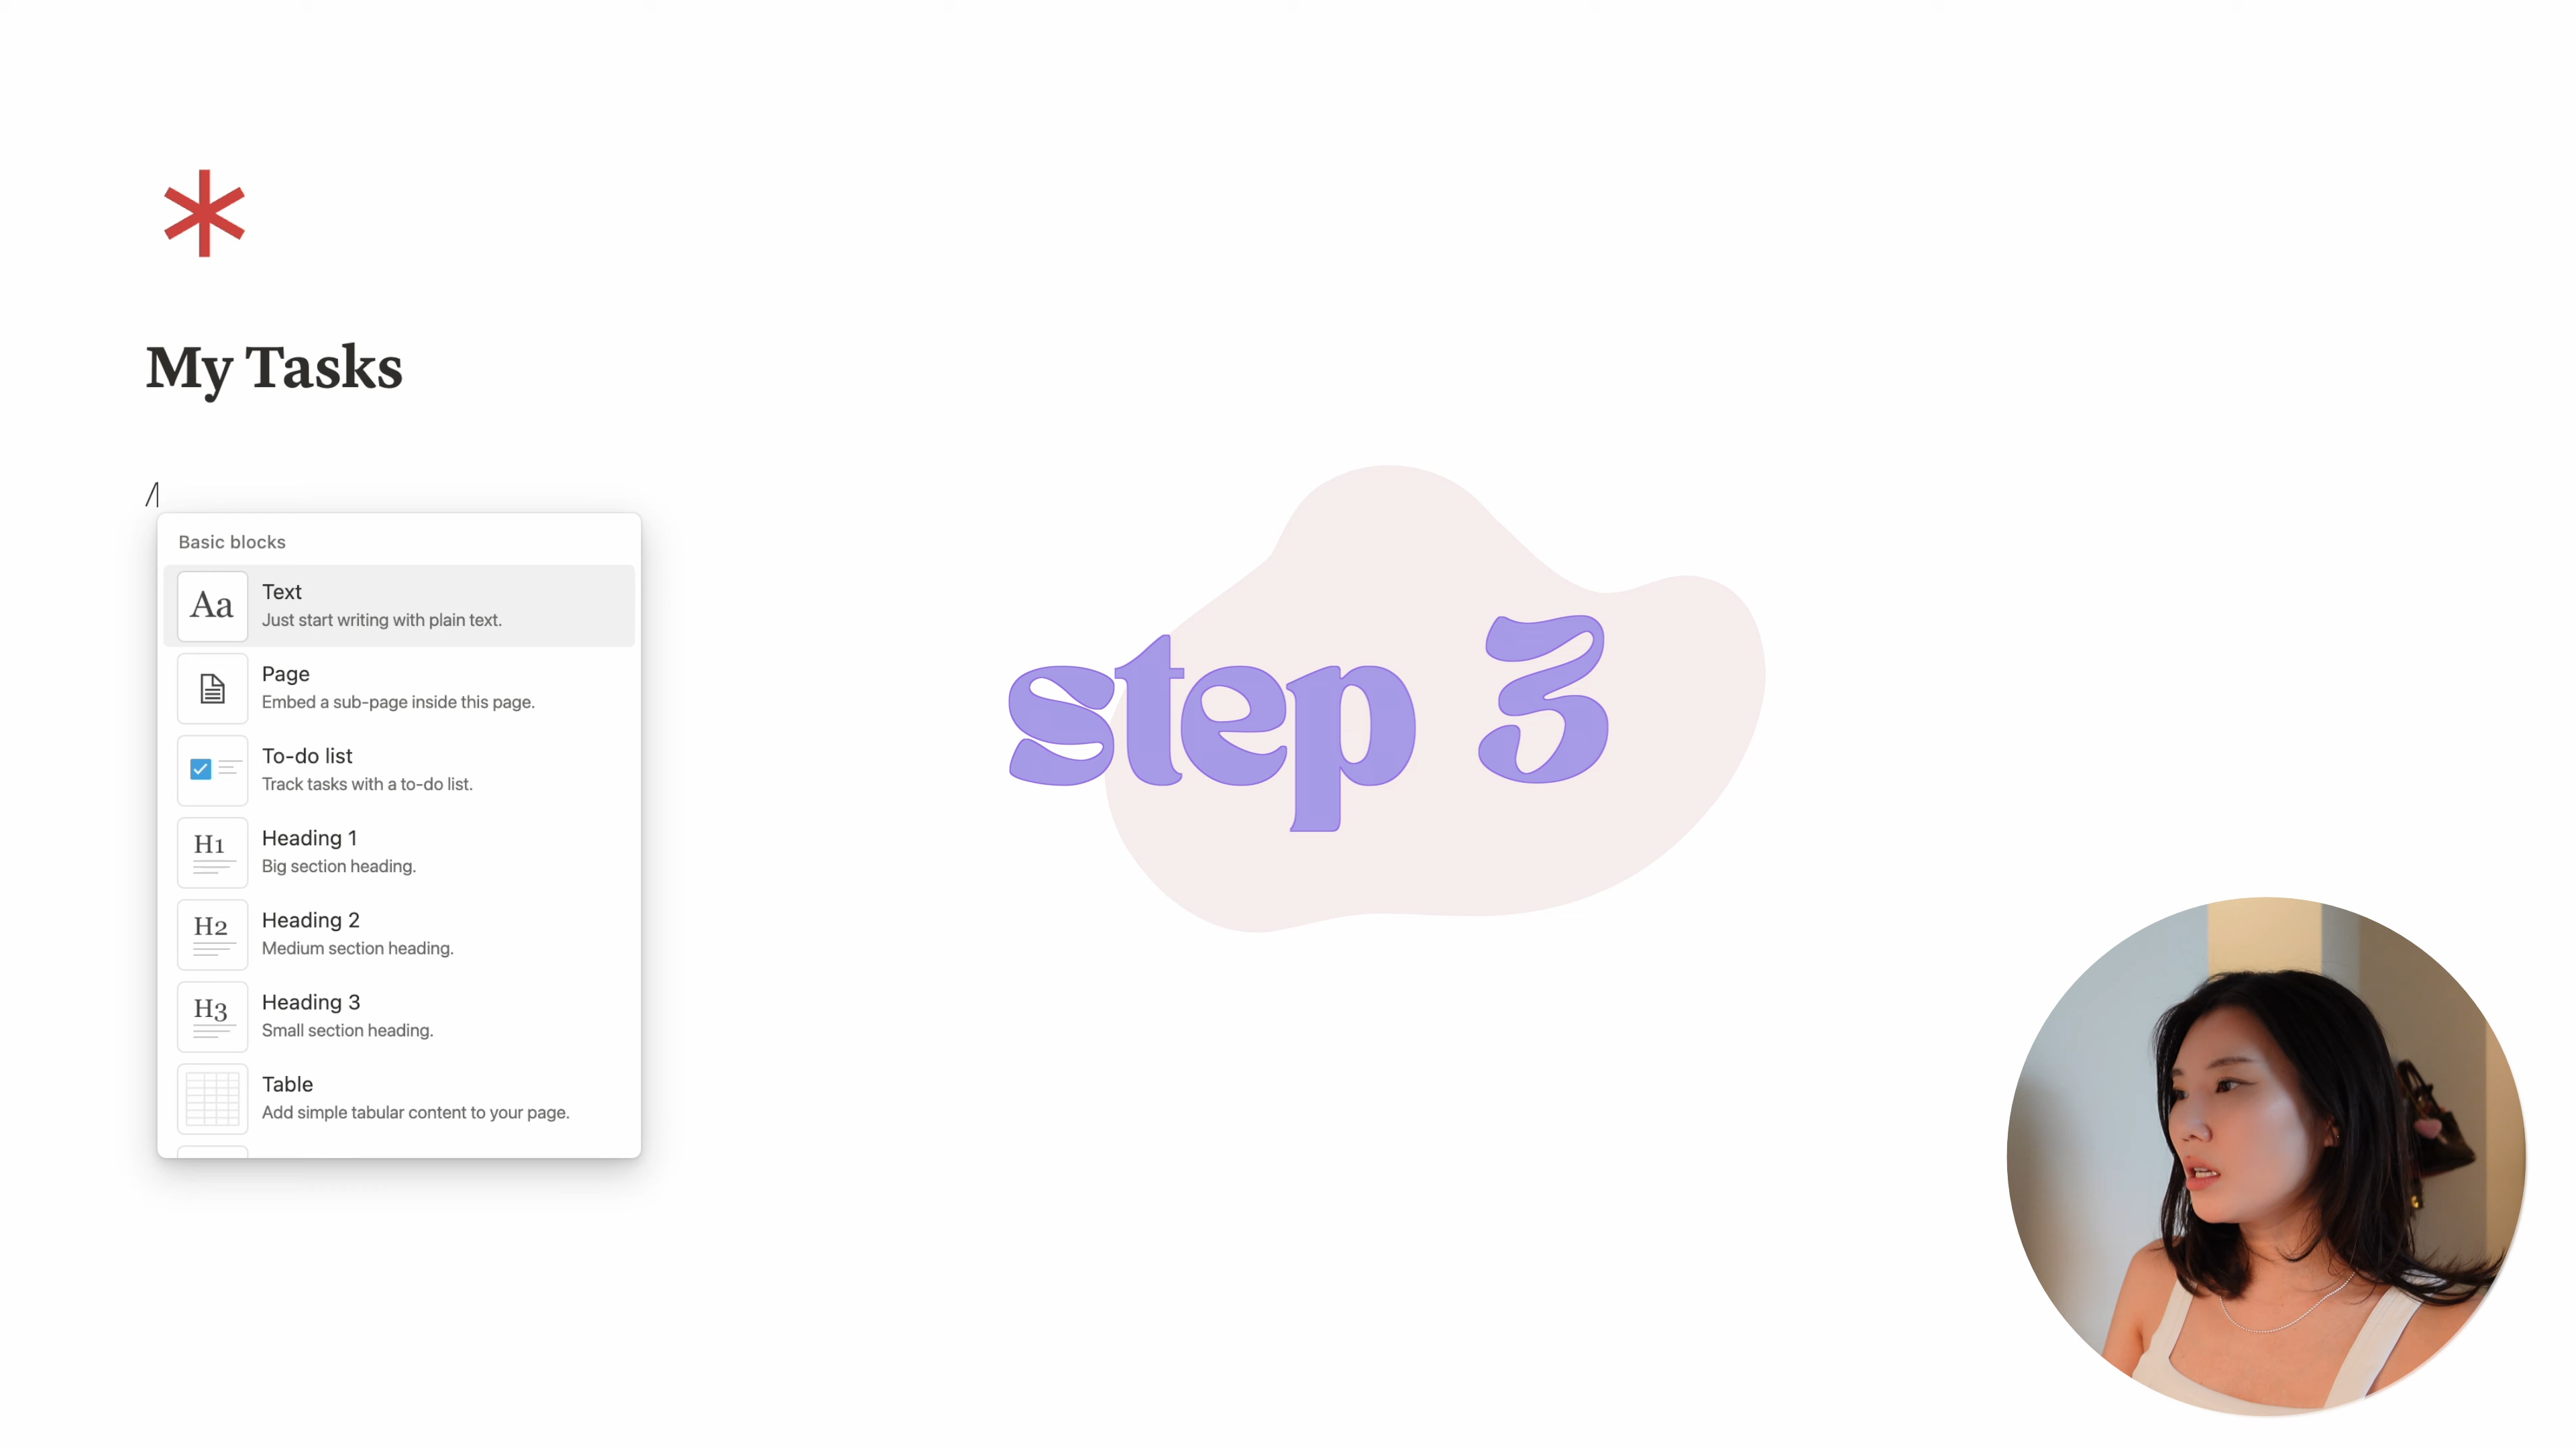 My Tasks
/
Basic blocks
Aa
Text
Just start writing with plain text.
Page
Embed a sub-page inside this page.
To-do list
Track tasks with a to-do list.
H1
Heading 1
Big section heading.
H2
Heading 2
Medium section heading.
H3
Heading 3
Small section heading.
Table
Add simple tabular content to your page.
step 3